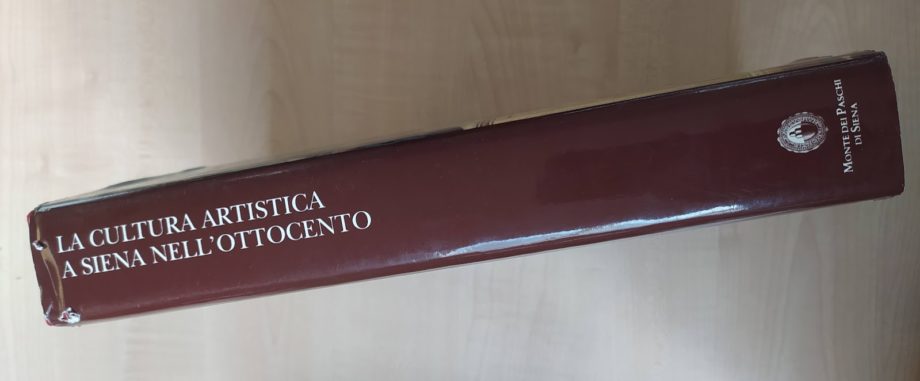 LA CULTURA ARTISTICA
A SIENA NELL'OTTOCENTO
MONTE DEI PASCHI
DI SIENA